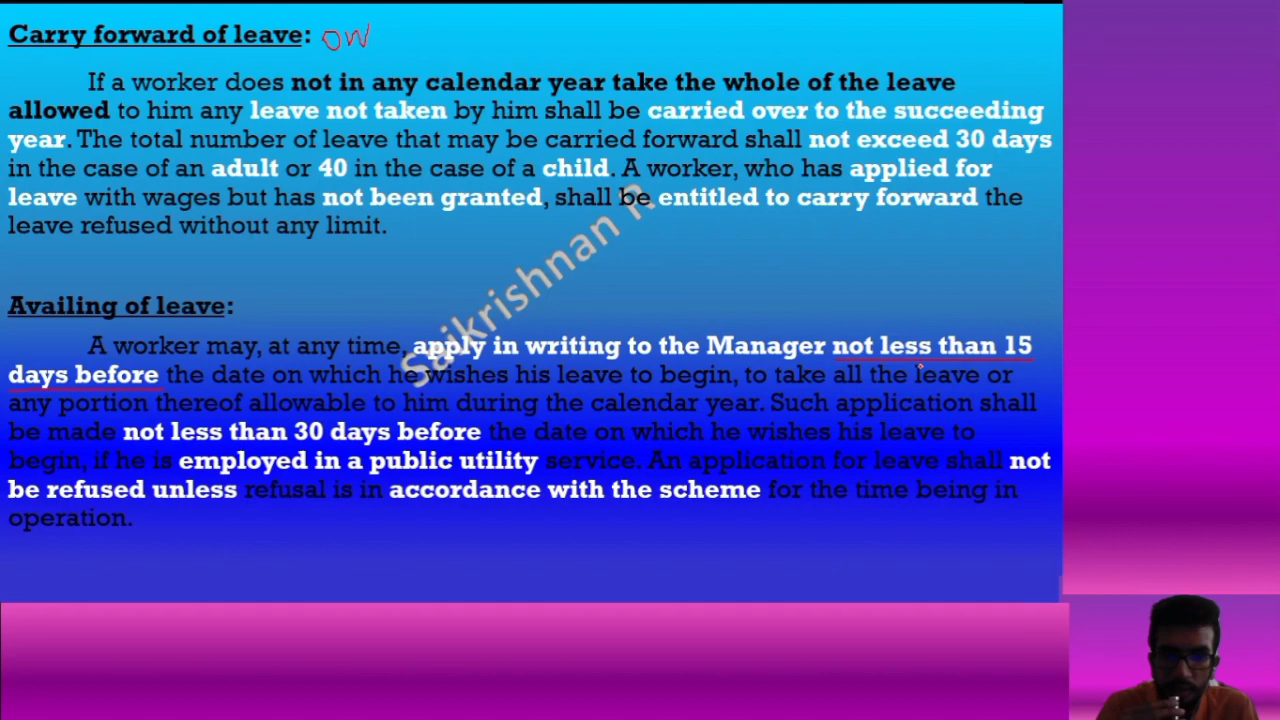 Carry forward of leave: OW
If a worker does not in any calendar year take the whole of the leave
allowed to him any leave not taken by him shall be carried over to the succeeding
year. The total number of leave that may be carried forward shall not exceed 30 days
in the case of an adult or 40 in the case of a child. A worker, who has applied for
leave with wages but has not been granted, shall be entitled to carry forward the
leave refused without any limit.
Saikrishnan R
Availing of leave:
A worker may, at any time, apply in writing to the Manager not less than 15
days before the date on which he wishes his leave to begin, to take all the leave or
any portion thereof allowable to him during the calendar year. Such application shall
be made not less than 30 days before the date on which he wishes his leave to
begin, if he is employed in a public utility service. An application for leave shall not
be refused unless refusal is in accordance with the scheme for the time being in
operation.